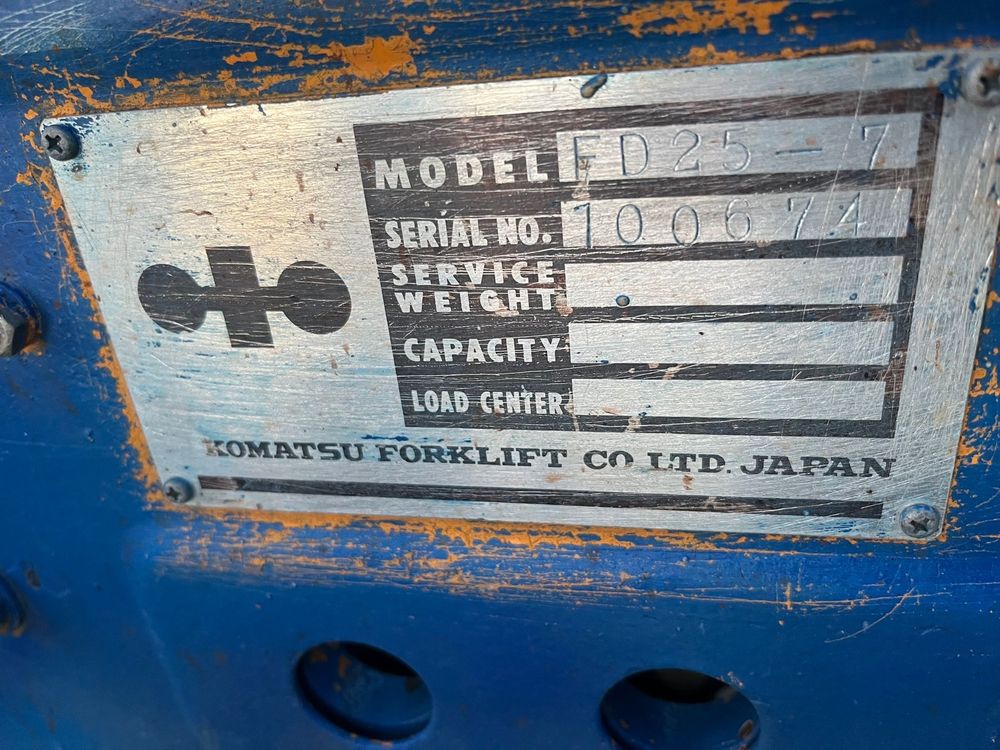 MODEL FD25-7
SERIAL NO. 100674
SERVICE
WEIGHT
CAPACITY
LOAD CENTER
KOMATSU FORKLIFT CO LTD. JAPAN